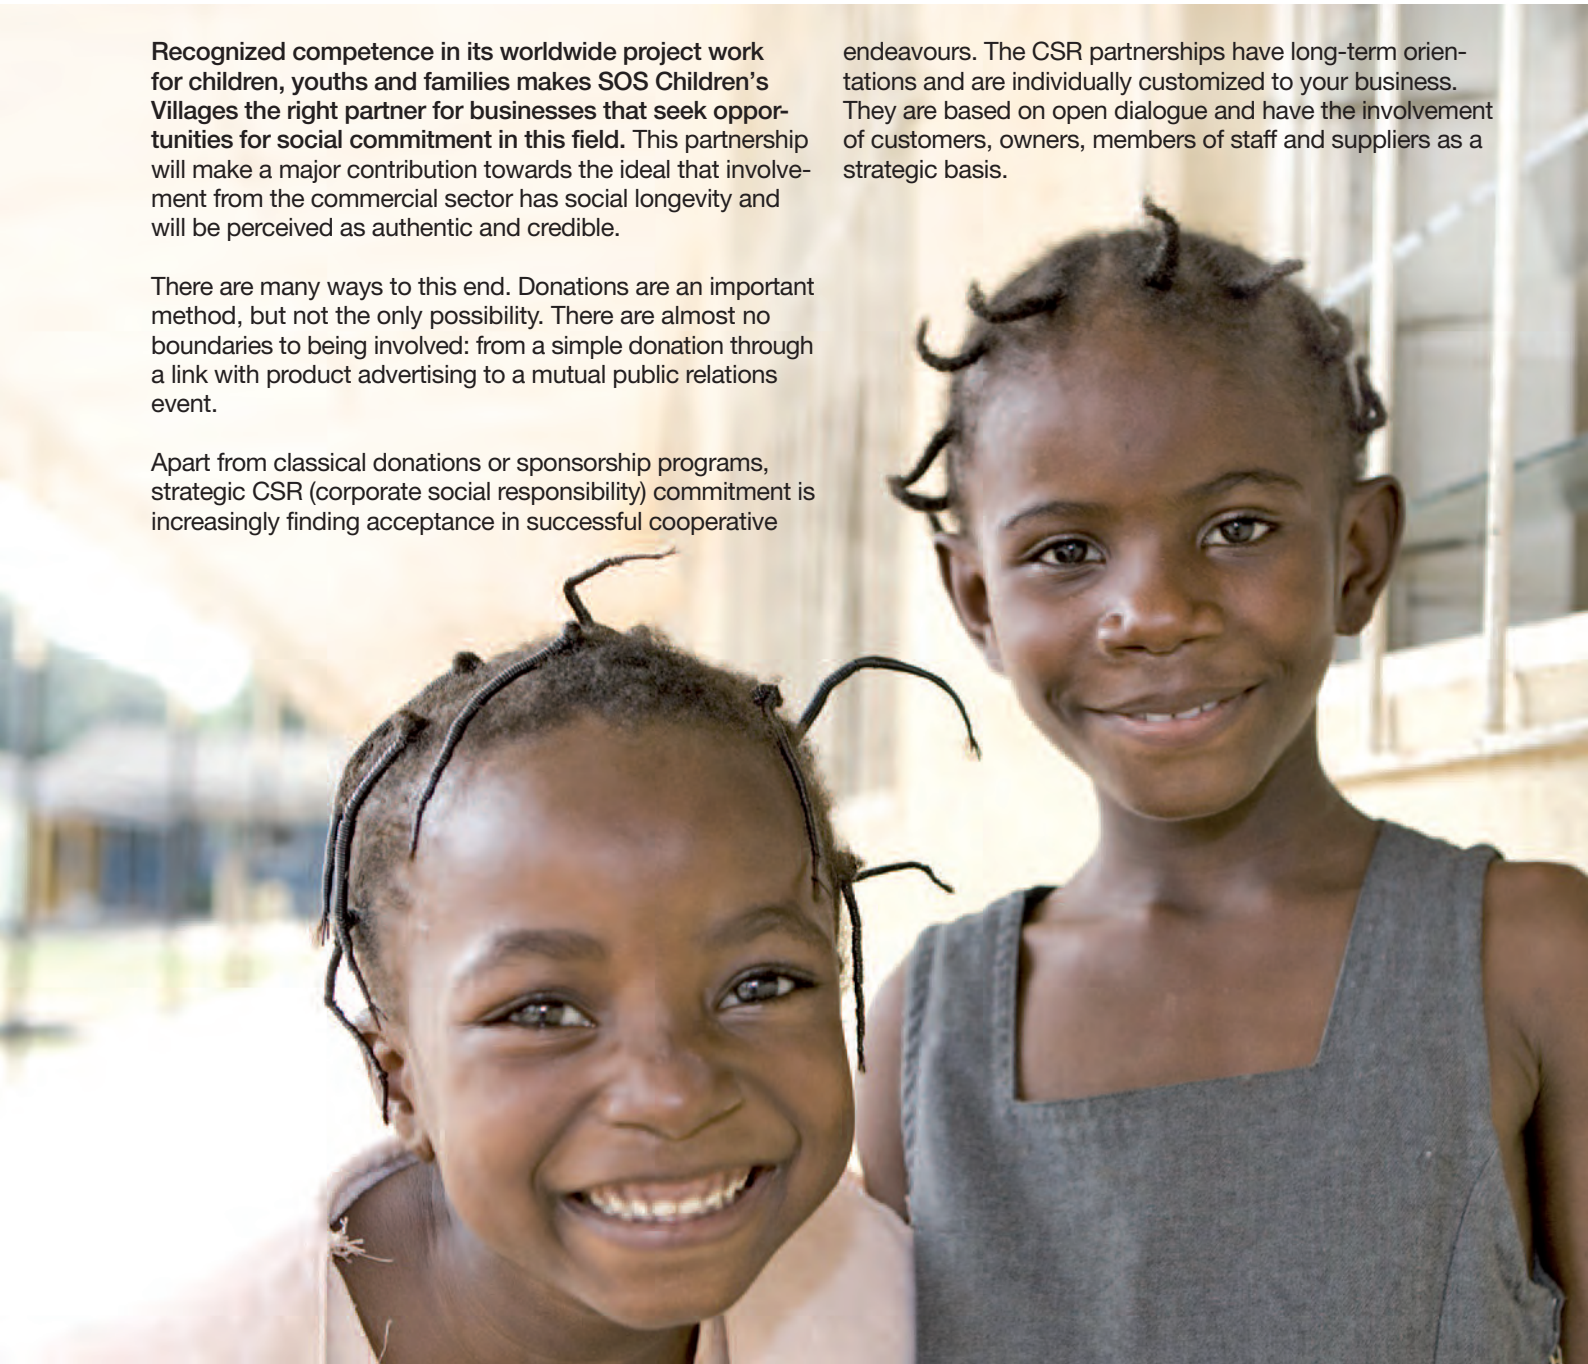 Recognized competence in its worldwide project work
for children, youths and families makes SOS Children’s
Villages the right partner for businesses that seek oppor-
tunities for social commitment in this field. This partnership
will make a major contribution towards the ideal that involve-
ment from the commercial sector has social longevity and
will be perceived as authentic and credible.
There are many ways to this end. Donations are an important
method, but not the only possibility. There are almost no
boundaries to being involved: from a simple donation through
a link with product advertising to a mutual public relations
event.
Apart from classical donations or sponsorship programs,
strategic CSR (corporate social responsibility) commitment is
increasingly finding acceptance in successful cooperative
endeavours. The CSR partnerships have long-term orien-
tations and are individually customized to your business.
They are based on open dialogue and have the involvement
of customers, owners, members of staff and suppliers as a
strategic basis.